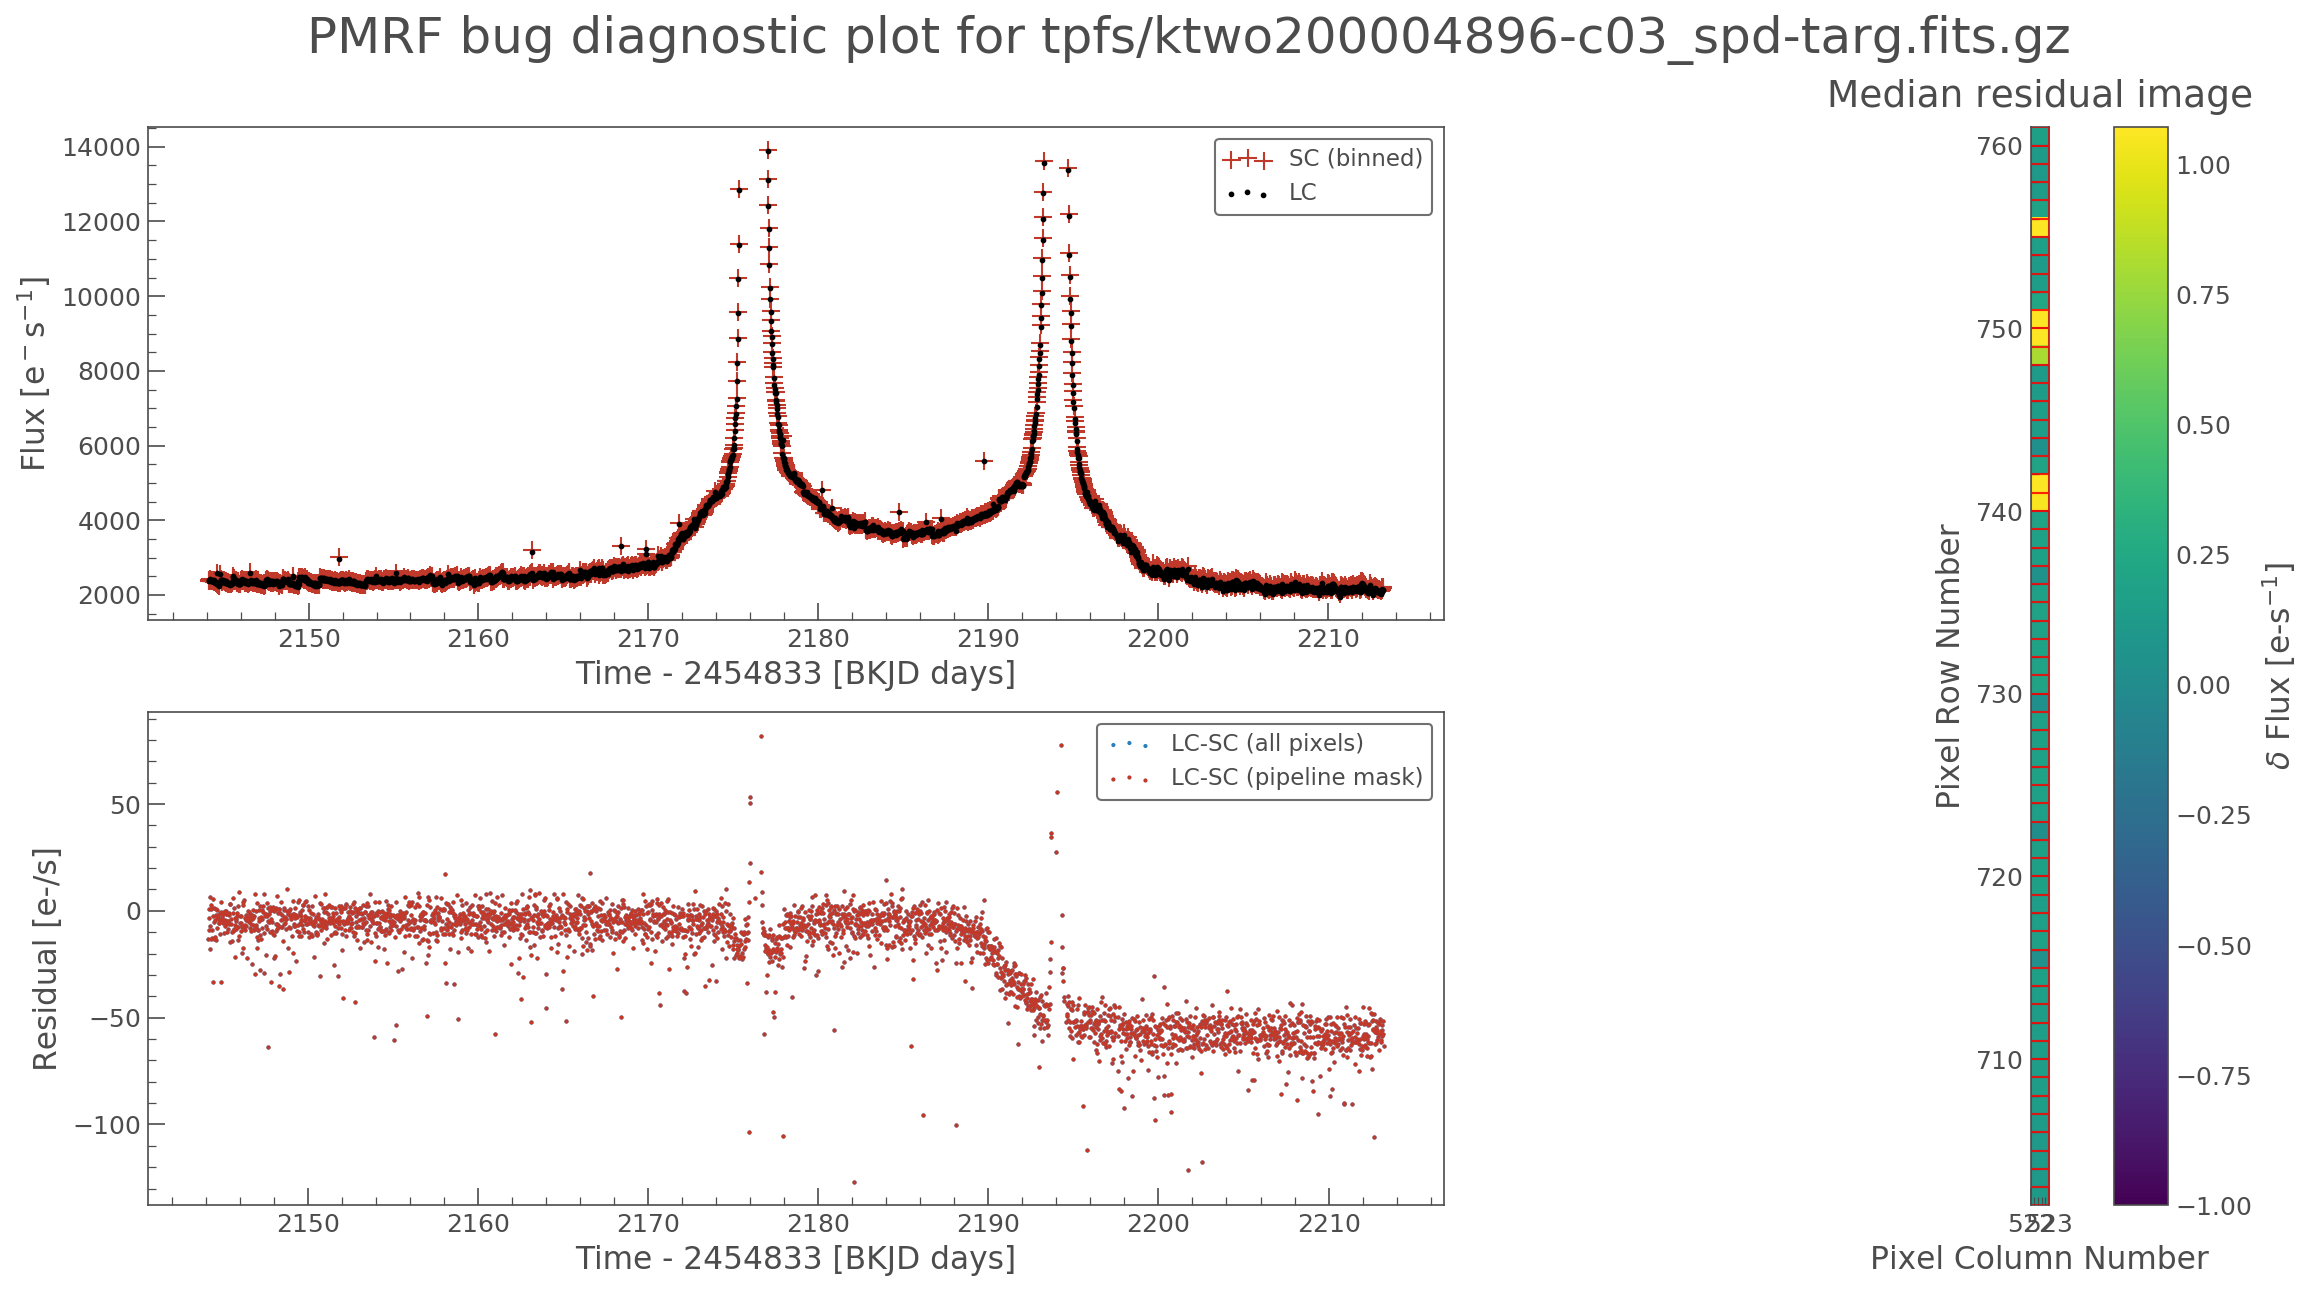 PMRF bug diagnostic plot for tpfs/ktwo200004896-c03_spd-targ.fits.gz
Flux [e⁻ s⁻¹]
14000
12000
10000
8000
6000
4000
2000
SC (binned)
LC
2150 2160 2170 2180 2190 2200 2210
Time - 2454833 [BKJD days]
Residual [e-/s]
50
0
−50
−100
LC-SC (all pixels)
LC-SC (pipeline mask)
2150 2160 2170 2180 2190 2200 2210
Time - 2454833 [BKJD days]
Median residual image
Pixel Row Number
760
750
740
730
720
710
522 523
Pixel Column Number
1.00
0.75
0.50
0.25
0.00
−0.25
−0.50
−0.75
−1.00
δ Flux [e-s⁻¹]